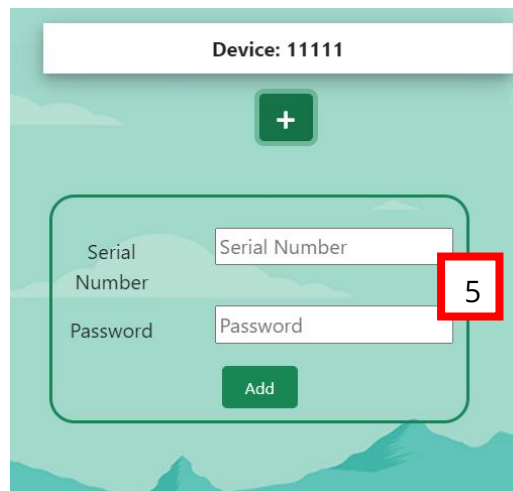 Device: 11111
+
Serial Number
Serial
Number
5
Password
Password
Add